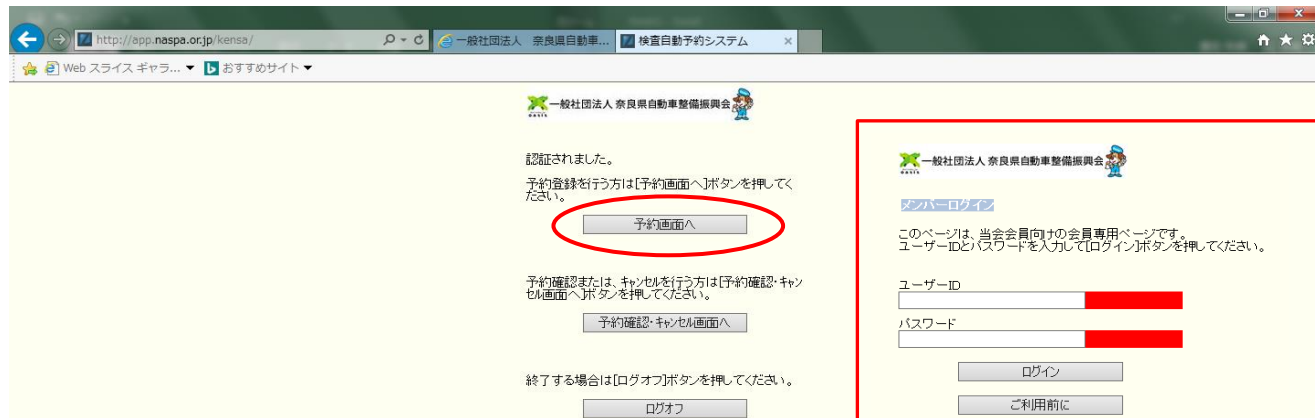 http://app.naspa.or.jp/kensa/
一般社団法人 奈良県自動車...
検査自動予約システム
Web スライス ギャラ...
おすすめサイト
一般社団法人 奈良県自動車整備振興会
認証されました。
予約登録を行う方は[予約画面へ]ボタンを押してく
ださい。
予約画面へ
予約確認または、キャンセルを行う方は[予約確認・キャン
セル画面へ]ボタンを押してください。
予約確認・キャンセル画面へ
終了する場合は[ログオフ]ボタンを押してください。
ログオフ
一般社団法人 奈良県自動車整備振興会
メンバーログイン
このページは、当会会員向けの会員専用ページです。
ユーザーIDとパスワードを入力して[ログイン]ボタンを押してください。
ユーザーID
パスワード
ログイン
ご利用前に